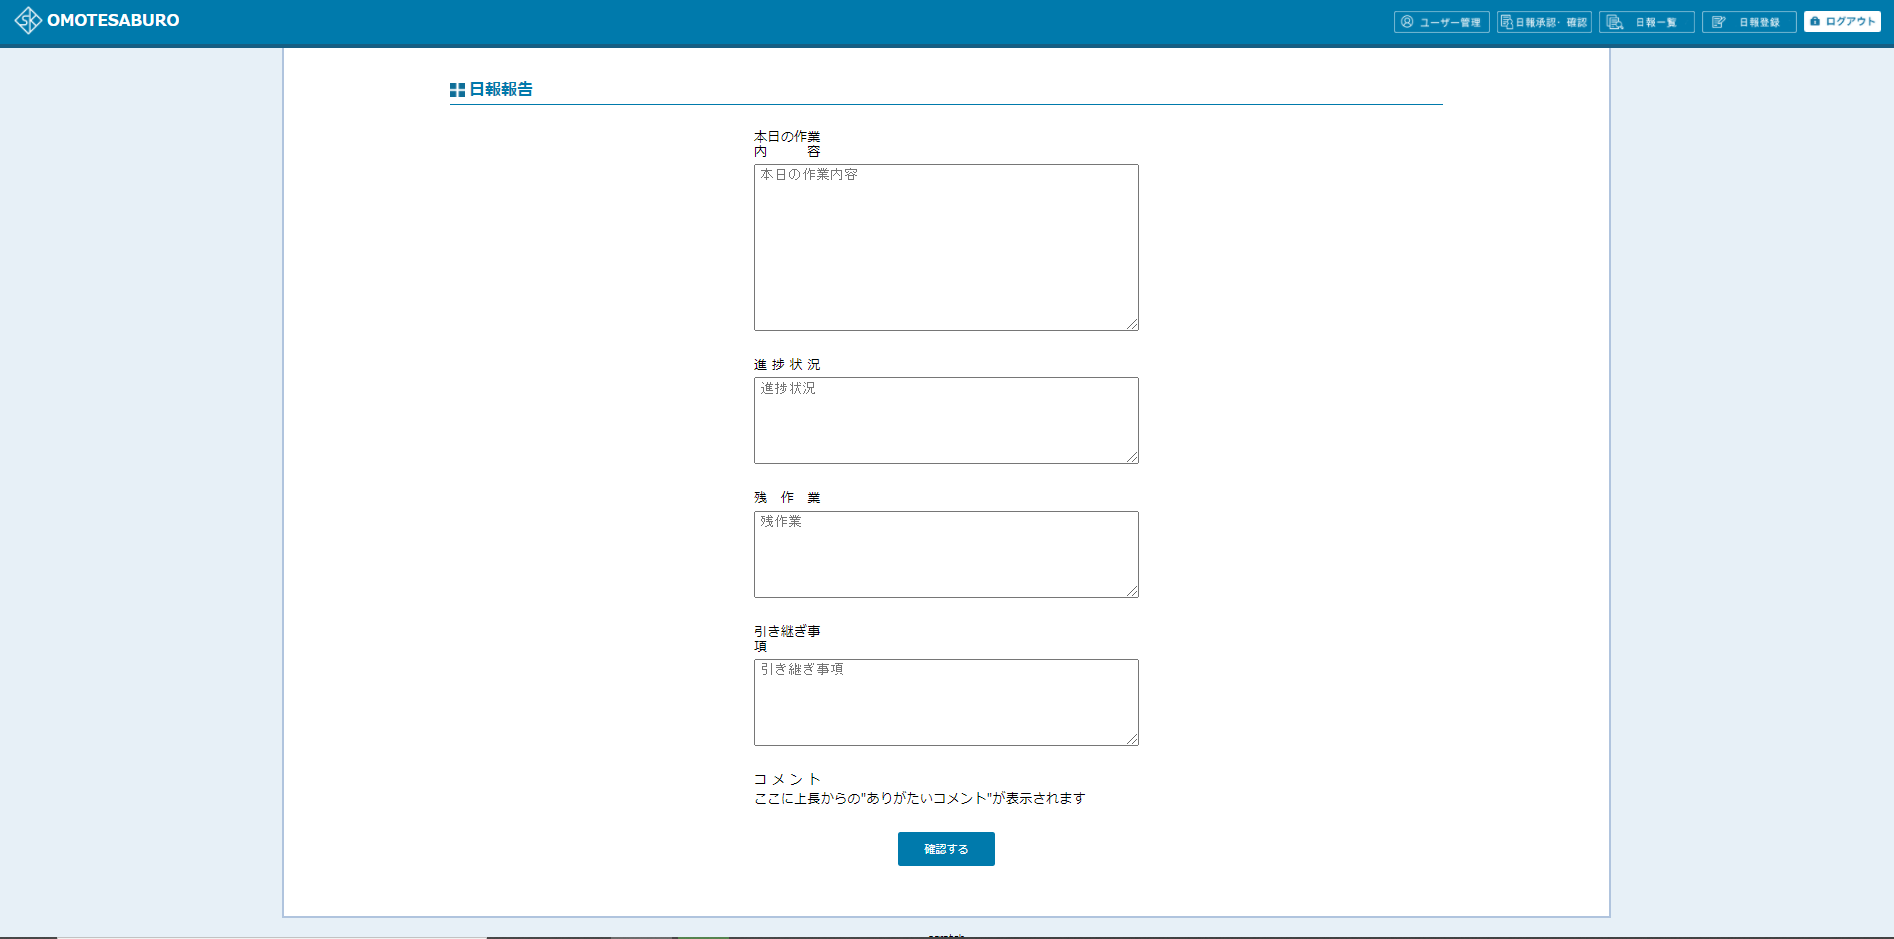 OMOTESABURO
ユーザー管理
日報承認・確認
日報一覧
日報登録
ログアウト
日報報告
本日の作業
内容
本日の作業内容
進捗状況
進捗状況
残作業
残作業
引き継ぎ事
項
引き継ぎ事項
コメント
ここに上長からの"ありがたいコメント"が表示されます
確認する